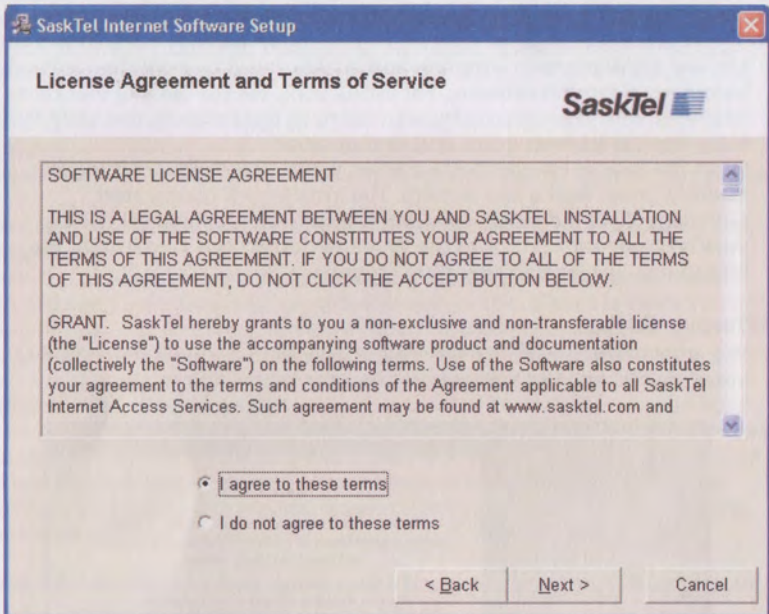 SaskTel Internet Software Setup
License Agreement and Terms of Service
SaskTel
SOFTWARE LICENSE AGREEMENT
THIS IS A LEGAL AGREEMENT BETWEEN YOU AND SASKTEL. INSTALLATION
AND USE OF THE SOFTWARE CONSTITUTES YOUR AGREEMENT TO ALL THE
TERMS OF THIS AGREEMENT. IF YOU DO NOT AGREE TO ALL OF THE TERMS
OF THIS AGREEMENT, DO NOT CLICK THE ACCEPT BUTTON BELOW.
GRANT. SaskTel hereby grants to you a non-exclusive and non-transferable license
(the "License") to use the accompanying software product and documentation
(collectively the "Software") on the following terms. Use of the Software also constitutes
your agreement to the terms and conditions of the Agreement applicable to all SaskTel
Internet Access Services. Such agreement may be found at www.sasktel.com and
I agree to these terms
I do not agree to these terms
< Back Next > Cancel